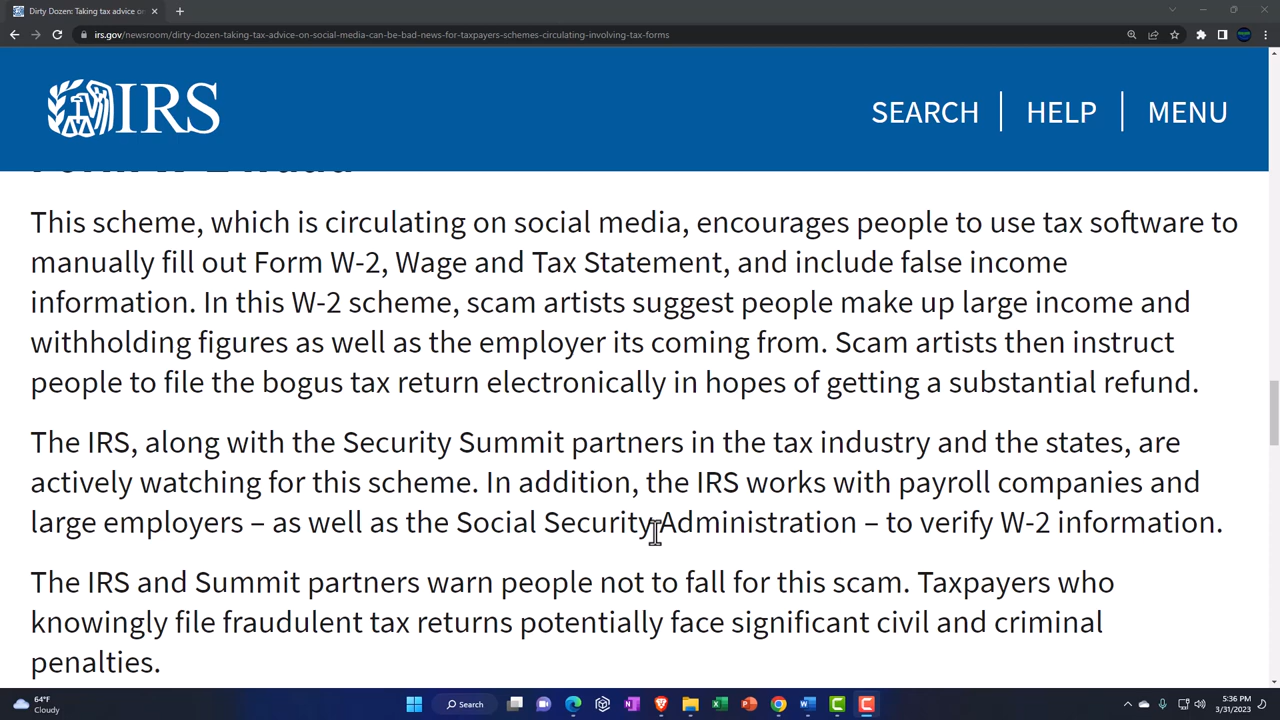 Dirty Dozen: Taking tax advice o
irs.gov/newsroom/dirty-dozen-taking-tax-advice-on-social-media-can-be-bad-news-for-taxpayers-schemes-circulating-involving-tax-forms
IRS
SEARCH
HELP
MENU
This scheme, which is circulating on social media, encourages people to use tax software to
manually fill out Form W-2, Wage and Tax Statement, and include false income
information. In this W-2 scheme, scam artists suggest people make up large income and
withholding figures as well as the employer its coming from. Scam artists then instruct
people to file the bogus tax return electronically in hopes of getting a substantial refund.
The IRS, along with the Security Summit partners in the tax industry and the states, are
actively watching for this scheme. In addition, the IRS works with payroll companies and
large employers – as well as the Social Security Administration – to verify W-2 information.
The IRS and Summit partners warn people not to fall for this scam. Taxpayers who
knowingly file fraudulent tax returns potentially face significant civil and criminal
penalties.
64°F
Cloudy
Search
5:36 PM
3/31/2023